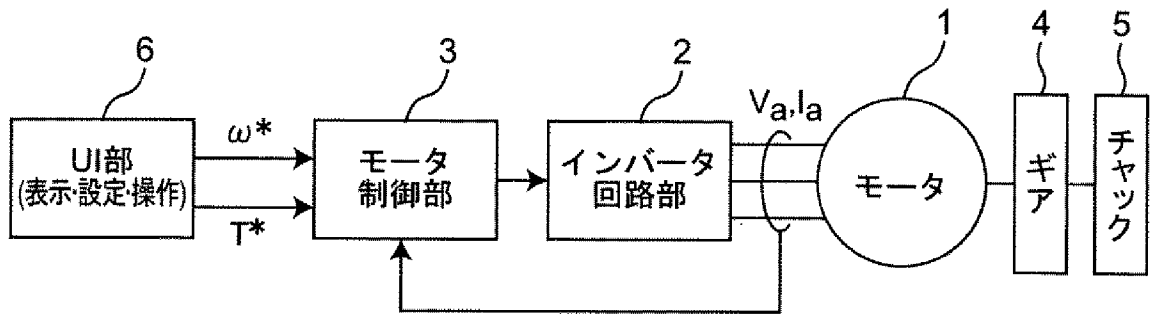 6
3
2
1
4
5
UI部
(表示・設定・操作)
ω*
T*
モータ
制御部
インバータ
回路部
Va,Ia
モータ
ギア
チャック